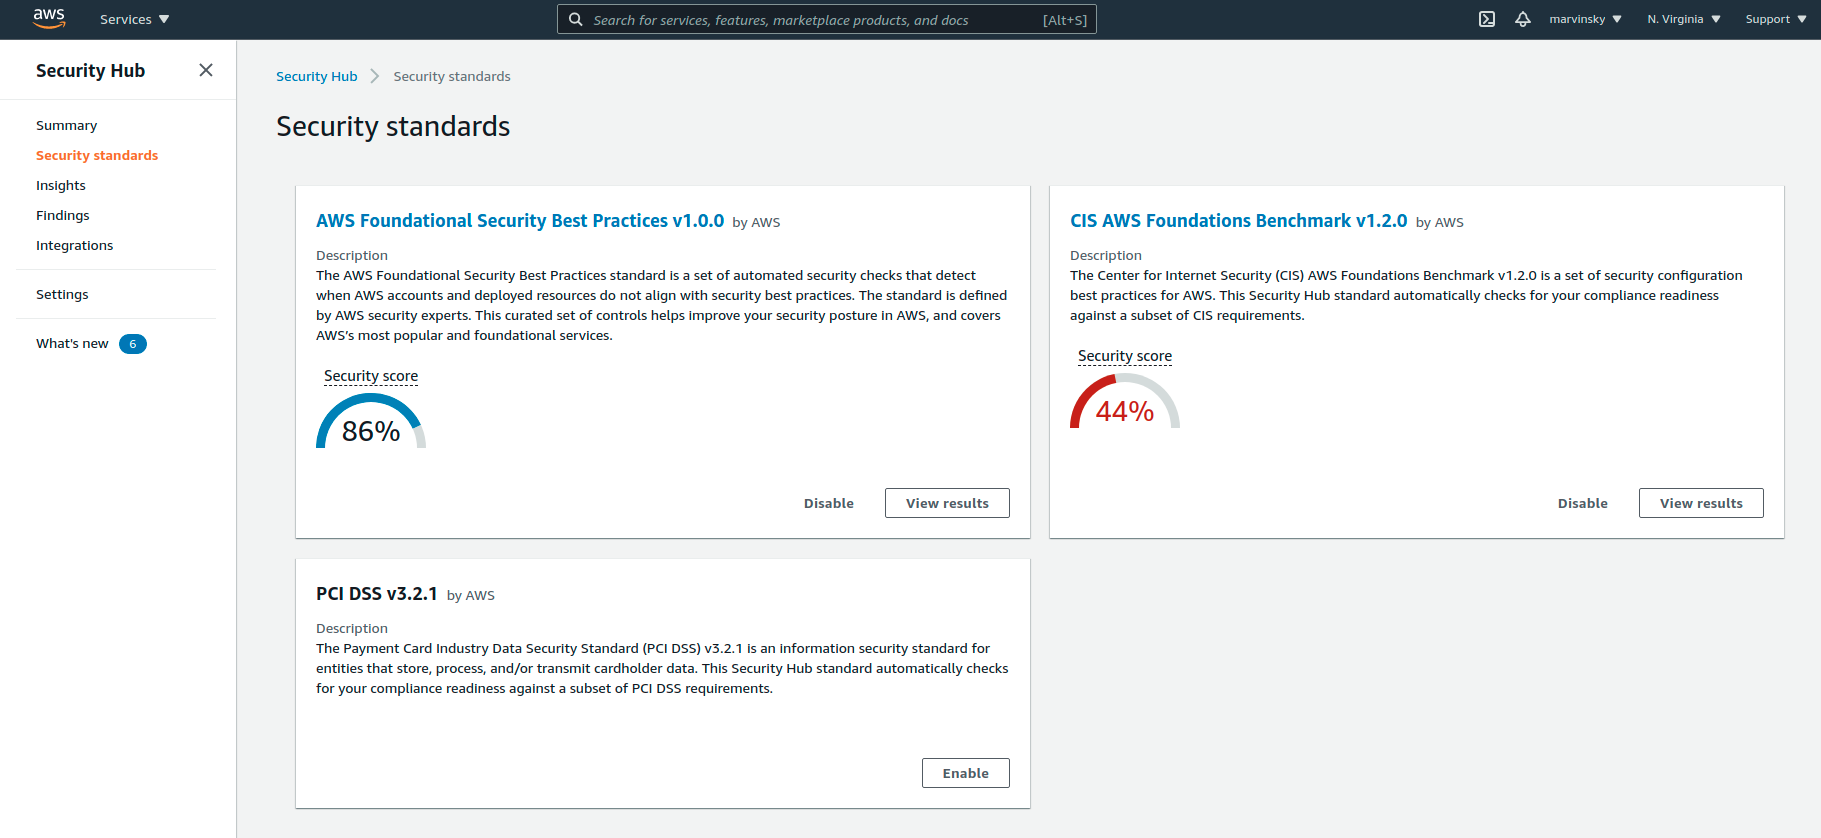 aws
Services
Search for services, features, marketplace products, and docs [Alt+S]
marvinsky
N. Virginia
Support
Security Hub
Summary
Security standards
Insights
Findings
Integrations
Settings
What's new 6
Security Hub Security standards
Security standards
AWS Foundational Security Best Practices v1.0.0 by AWS
Description
The AWS Foundational Security Best Practices standard is a set of automated security checks that detect
when AWS accounts and deployed resources do not align with security best practices. The standard is defined
by AWS security experts. This curated set of controls helps improve your security posture in AWS, and covers
AWS’s most popular and foundational services.
Security score
86%
Disable
View results
CIS AWS Foundations Benchmark v1.2.0 by AWS
Description
The Center for Internet Security (CIS) AWS Foundations Benchmark v1.2.0 is a set of security configuration
best practices for AWS. This Security Hub standard automatically checks for your compliance readiness
against a subset of CIS requirements.
Security score
44%
Disable
View results
PCI DSS v3.2.1 by AWS
Description
The Payment Card Industry Data Security Standard (PCI DSS) v3.2.1 is an information security standard for
entities that store, process, and/or transmit cardholder data. This Security Hub standard automatically checks
for your compliance readiness against a subset of PCI DSS requirements.
Enable